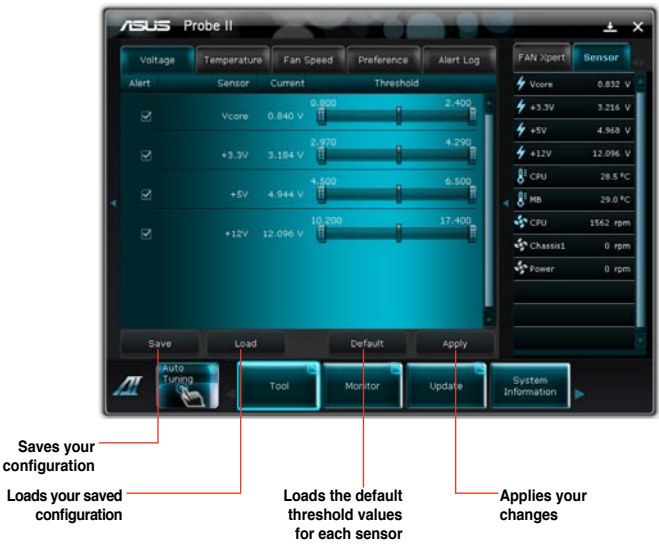 ASUS Probe II
Voltage Temperature Fan Speed Preference Alert Log
Alert Sensor Current Threshold
Vcore 0.840 V 0.800 2.400
+3.3V 3.184 V 2.970 4.290
+5V 4.944 V 4.500 6.500
+12V 12.096 V 10.200 17.400
Save Load Default Apply
FAN Xpert Sensor
Vcore 0.832 V
+3.3V 3.216 V
+5V 4.968 V
+12V 12.096 V
CPU 28.5 °C
MB 29.0 °C
CPU 1562 rpm
Chassis1 0 rpm
Power 0 rpm
Auto
Tuning
Tool
Monitor
Update
System
Information
Saves your
configuration
Loads your saved
configuration
Loads the default
threshold values
for each sensor
Applies your
changes